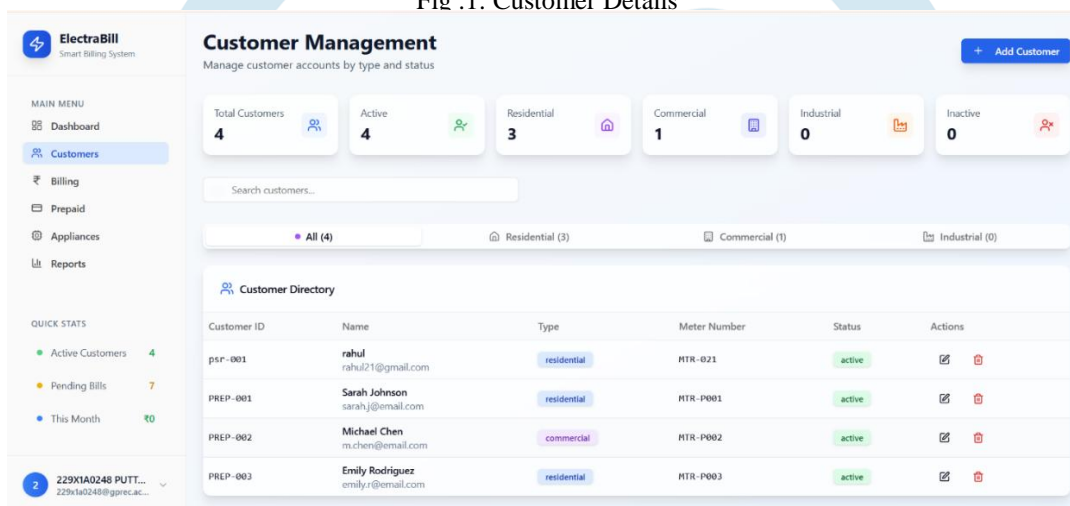 Fig .1. Customer Details
ElectraBill
Smart Billing System
MAIN MENU
Dashboard
Customers
₹ Billing
Prepaid
Appliances
Reports
QUICK STATS
Active Customers 4
Pending Bills 7
This Month ₹0
2
229X1A0248 PUTT...
229x1a0248@gprec.ac...
Customer Management
Manage customer accounts by type and status
+ Add Customer
Total Customers
4
Active
4
Residential
3
Commercial
1
Industrial
0
Inactive
0
Search customers...
All (4) Residential (3) Commercial (1) Industrial (0)
Customer Directory
Customer ID Name Type Meter Number Status Actions
psr-001 rahul residential MTR-021 active
rahul21@gmail.com
PREP-001 Sarah Johnson residential MTR-P001 active
sarah.j@email.com
PREP-002 Michael Chen commercial MTR-P002 active
m.chen@email.com
PREP-003 Emily Rodriguez residential MTR-P003 active
emily.r@email.com